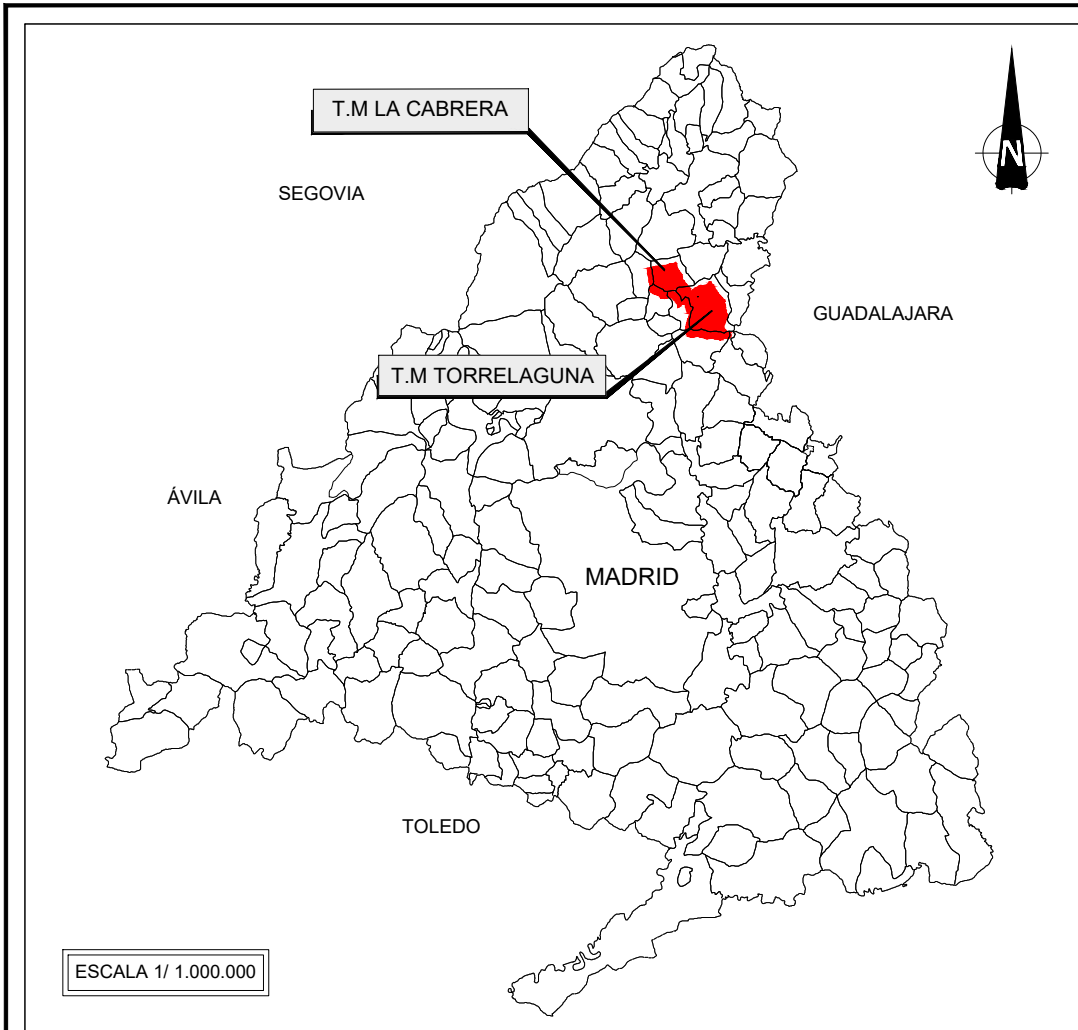 T.M LA CABRERA
SEGOVIA
N
GUADALAJARA
T.M TORRELAGUNA
ÁVILA
MADRID
TOLEDO
ESCALA 1/ 1.000.000